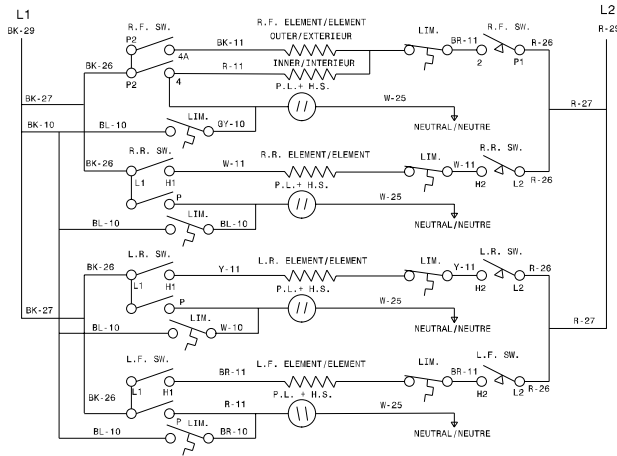 L1
L2
BK-29
R-29
R.F. SW.
R.F. ELEMENT/ELEMENT
OUTER/EXTERIEUR
LIM.
BR-11
R.F. SW.
R-26
P2
BK-11
4A
2
P1
BK-26
R-11
INNER/INTERIEUR
P2
4
P.L.+ H.S.
W-25
BK-27
R-27
BK-10
BL-10
LIM.
GY-10
NEUTRAL/NEUTRE
R.R. SW.
R.R. ELEMENT/ELEMENT
LIM.
R.R. SW.
BK-26
W-11
W-11
L1
H1
P.L.+ H.S.
H2
L2
R-26
P
W-25
BL-10
LIM.
BL-10
NEUTRAL/NEUTRE
L.R. SW.
L.R. ELEMENT/ELEMENT
LIM.
L.R. SW.
BK-26
Y-11
Y-11
R-26
L1
H1
P.L.+ H.S.
H2
L2
P
W-25
BK-27
R-27
BL-10
LIM.
W-10
NEUTRAL/NEUTRE
L.F. SW.
L.F. ELEMENT/ELEMENT
LIM.
L.F. SW.
BR-11
BR-11
L1
H1
P.L.+ H.S.
H2
L2
R-26
BK-26
R-11
W-25
P
BL-10
LIM.
BR-10
NEUTRAL/NEUTRE